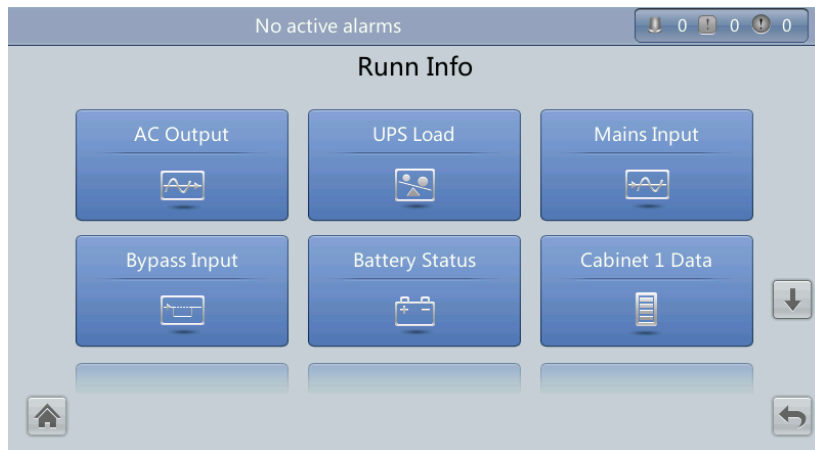 No active alarms
0 0 0
Runn Info
AC Output
UPS Load
Mains Input
Bypass Input
Battery Status
Cabinet 1 Data